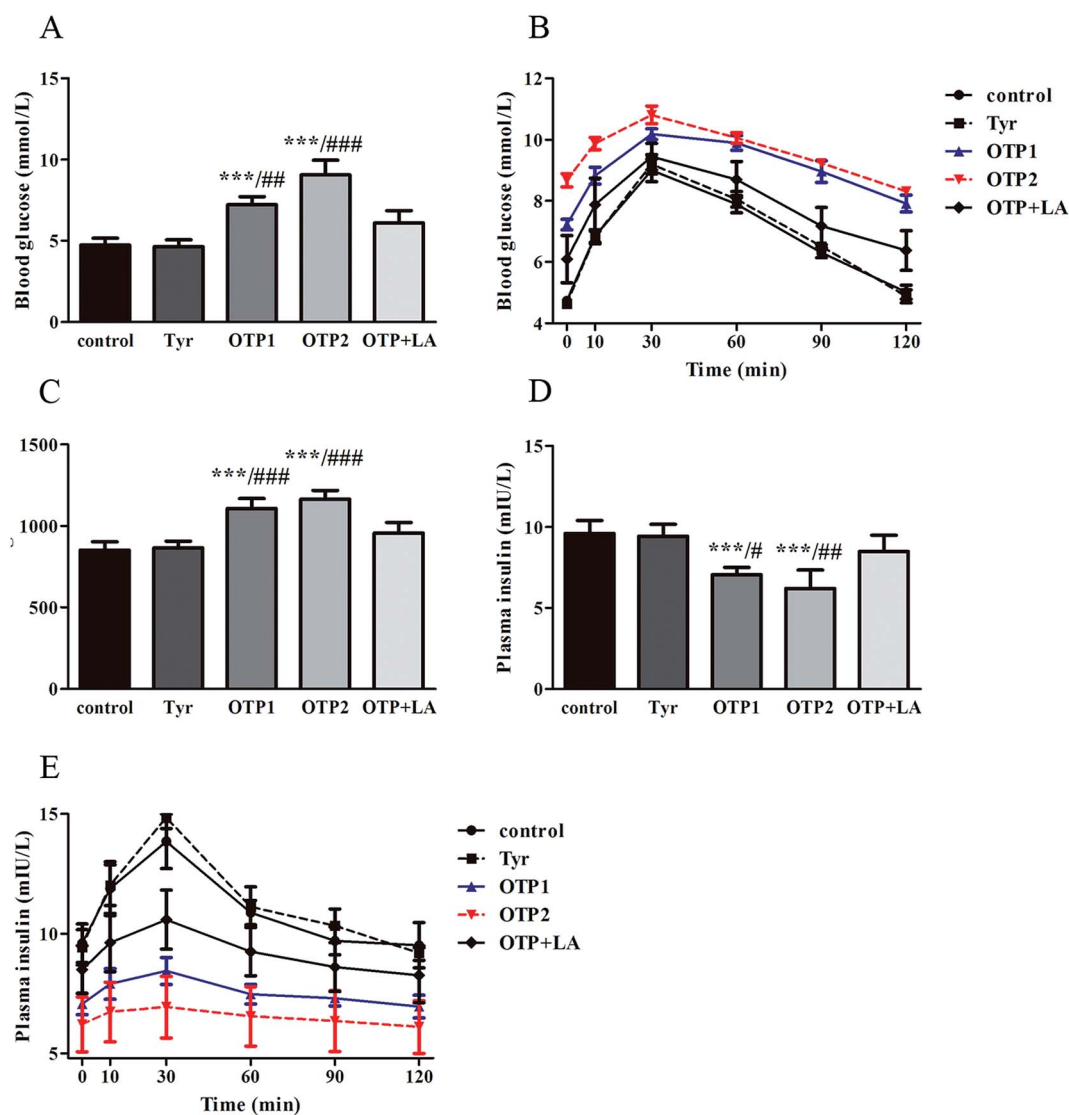 A
Blood glucose (mmol/L)
15
10
5
0
***/##
***/###
control Tyr OTP1 OTP2 OTP+LA
B
Blood glucose (mmol/L)
12
10
8
6
4
0 10 30 60 90 120
Time (min)
control
Tyr
OTP1
OTP2
OTP+LA
C
1500
1000
500
0
***/###
***/###
control Tyr OTP1 OTP2 OTP+LA
D
Plasma insulin (mIU/L)
15
10
5
0
***/#
***/##
control Tyr OTP1 OTP2 OTP+LA
E
Plasma insulin (mIU/L)
15
10
5
0 10 30 60 90 120
Time (min)
control
Tyr
OTP1
OTP2
OTP+LA